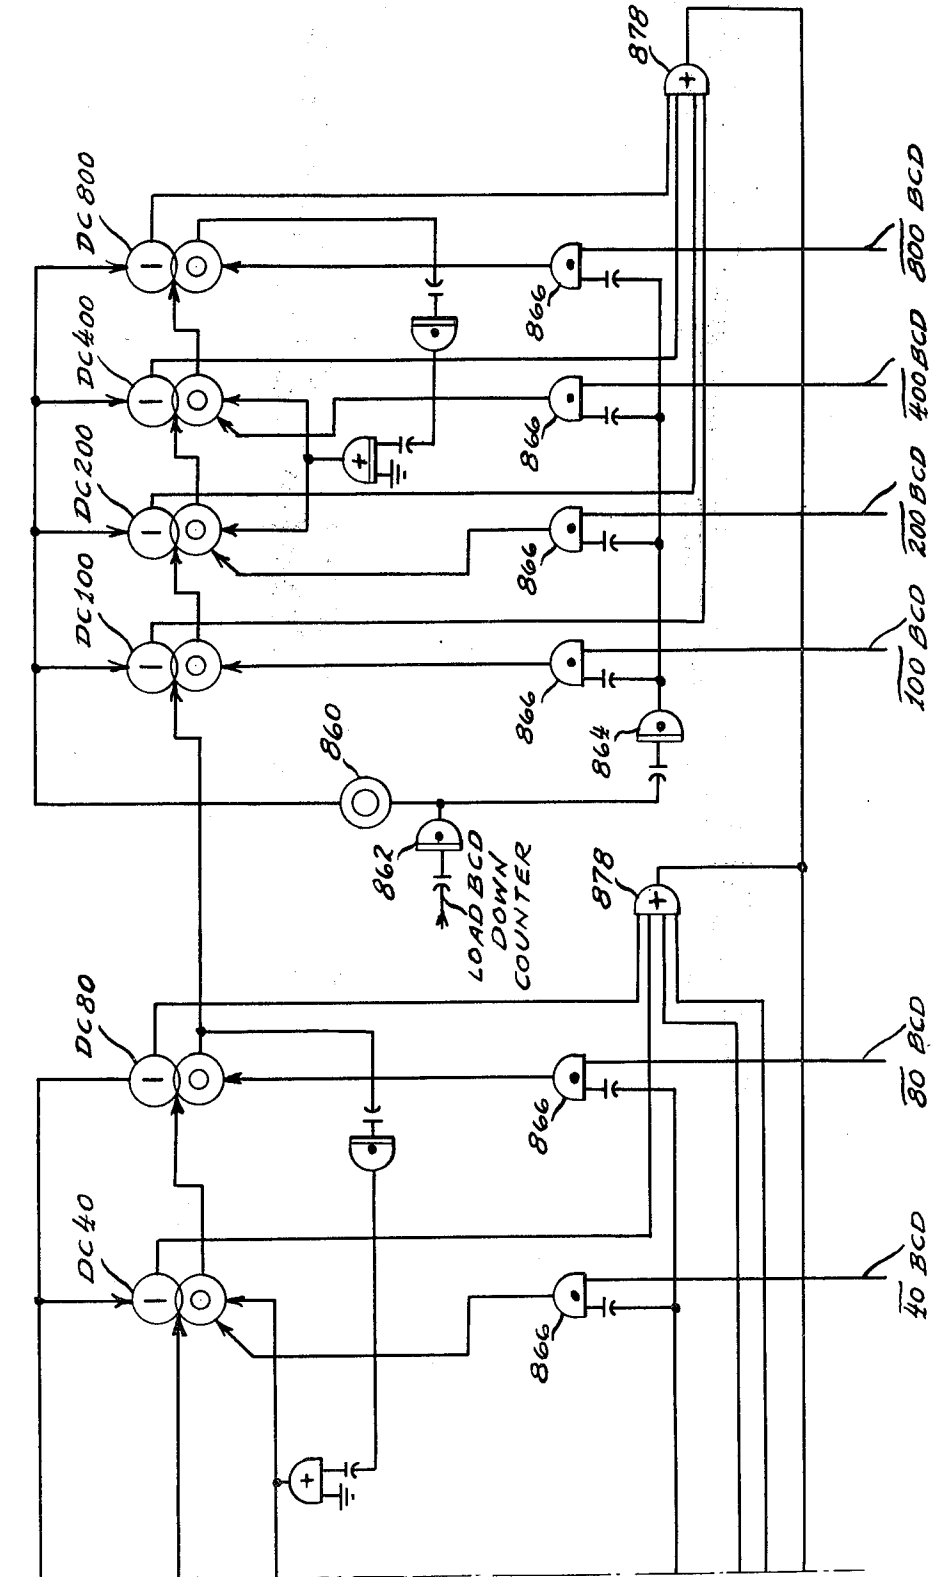 878
DC800
DC400
DC200
DC100
866
866
866
866
864
860
862
LOAD BCD
DOWN
COUNTER
800 BCD
400 BCD
200 BCD
100 BCD
878
DC80
DC40
866
866
80 BCD
40 BCD